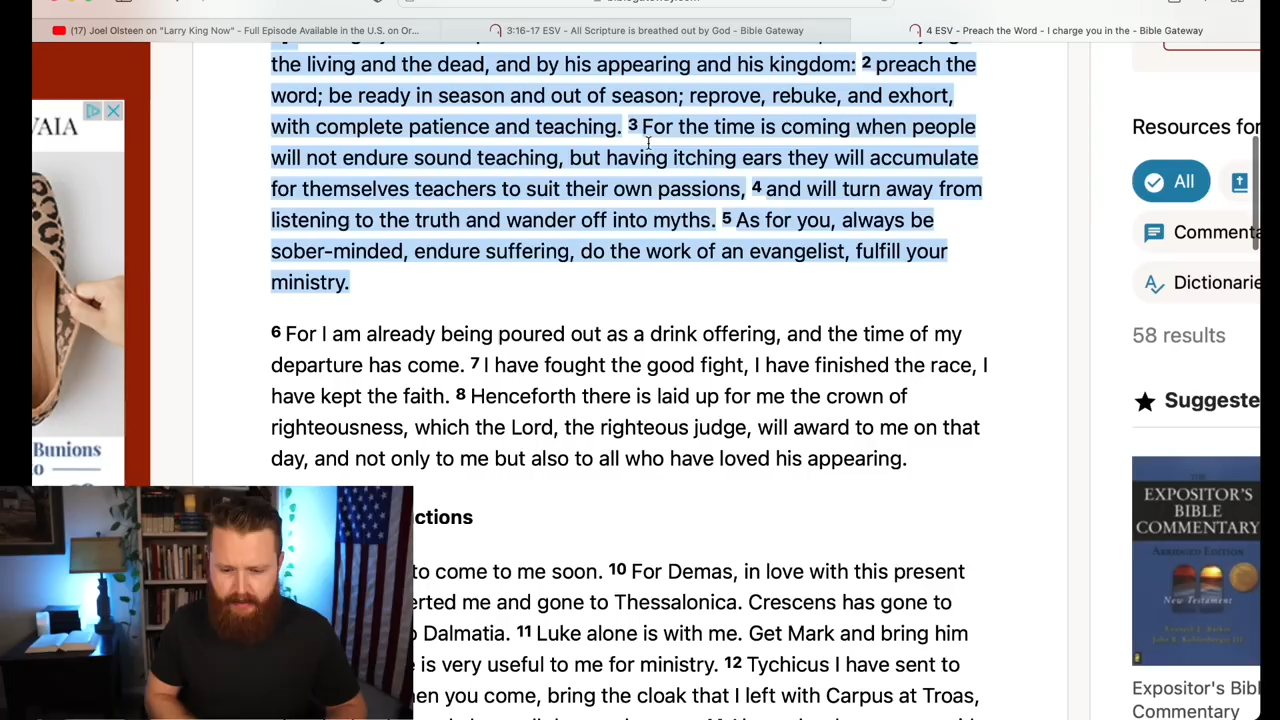 (17) Joel Olsteen on "Larry King Now" - Full Episode Available in the U.S. on Or...
3:16-17 ESV - All Scripture is breathed out by God - Bible Gateway
4 ESV - Preach the Word - I charge you in the - Bible Gateway
the living and the dead, and by his appearing and his kingdom: 2 preach the
word; be ready in season and out of season; reprove, rebuke, and exhort,
with complete patience and teaching. 3 For the time is coming when people
will not endure sound teaching, but having itching ears they will accumulate
for themselves teachers to suit their own passions, 4 and will turn away from
listening to the truth and wander off into myths. 5 As for you, always be
sober-minded, endure suffering, do the work of an evangelist, fulfill your
ministry.
6 For I am already being poured out as a drink offering, and the time of my
departure has come. 7 I have fought the good fight, I have finished the race, I
have kept the faith. 8 Henceforth there is laid up for me the crown of
righteousness, which the Lord, the righteous judge, will award to me on that
day, and not only to me but also to all who have loved his appearing.
ctions
to come to me soon. 10 For Demas, in love with this present
erted me and gone to Thessalonica. Crescens has gone to
Dalmatia. 11 Luke alone is with me. Get Mark and bring him
is very useful to me for ministry. 12 Tychicus I have sent to
en you come, bring the cloak that I left with Carpus at Troas,
VAIA
Bunions
Resources for
All
Commenta
Dictionarie
58 results
Suggeste
EXPOSITOR'S
BIBLE
COMMENTARY
ABRIDGED EDITION
New Testament
Expositor's Bibl
Commentary